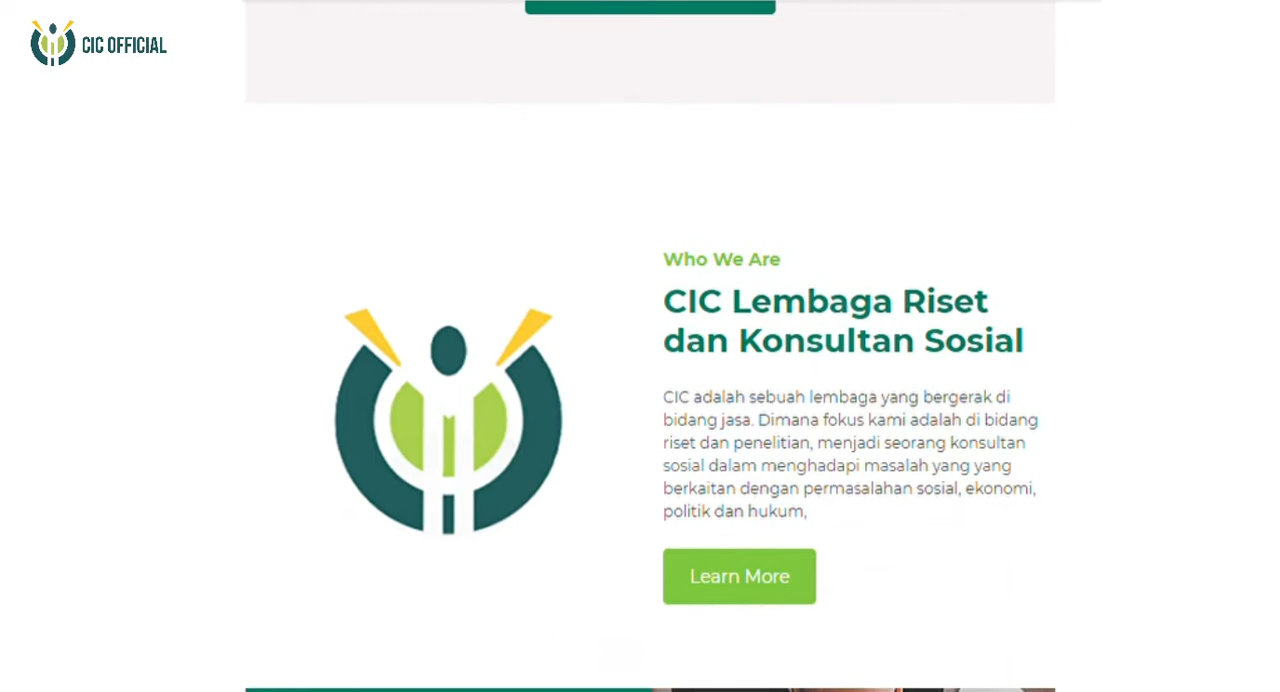 CIC OFFICIAL
Who We Are
CIC Lembaga Riset
dan Konsultan Sosial
CIC adalah sebuah lembaga yang bergerak di
bidang jasa. Dimana fokus kami adalah di bidang
riset dan penelitian, menjadi seorang konsultan
sosial dalam menghadapi masalah yang yang
berkaitan dengan permasalahan sosial, ekonomi,
politik dan hukum,
Learn More